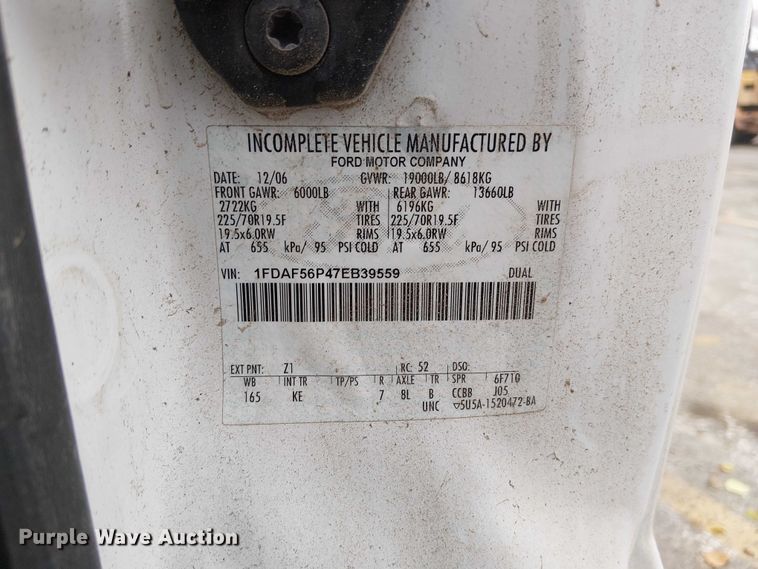 INCOMPLETE VEHICLE MANUFACTURED BY
FORD MOTOR COMPANY
DATE: 12/06 GVWR: 19000LB/ 8618KG
FRONT GAWR: 6000LB REAR GAWR: 13660LB
2722KG WITH 6196KG WITH
225/70R19.5F TIRES 225/70R19.5F TIRES
19.5x6.0RW RIMS 19.5x6.0RW RIMS
AT 655 kPa/ 95 PSI COLD AT 655 kPa/ 95 PSI COLD
VIN: 1FDAF56P47EB39559 DUAL
EXT PNT: Z1 RC: 52 DSO:
WB INT TR TP/PS R AXLE TR SPR 6F710
165 KE 7 8L B CCBB J05
UNC ▽5U5A-1520472-BA
Purple Wave Auction